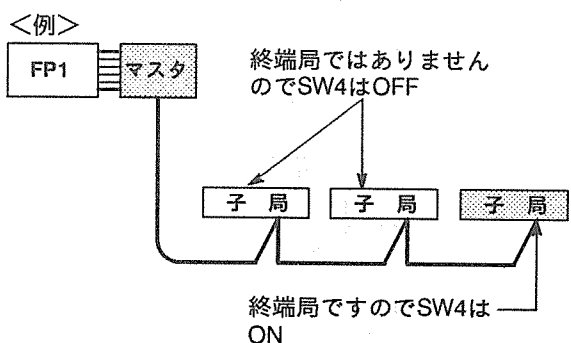 <例>
FP1
マスタ
終端局ではありません
のでSW4はOFF
子 局
子 局
子 局
終端局ですのでSW4は
ON